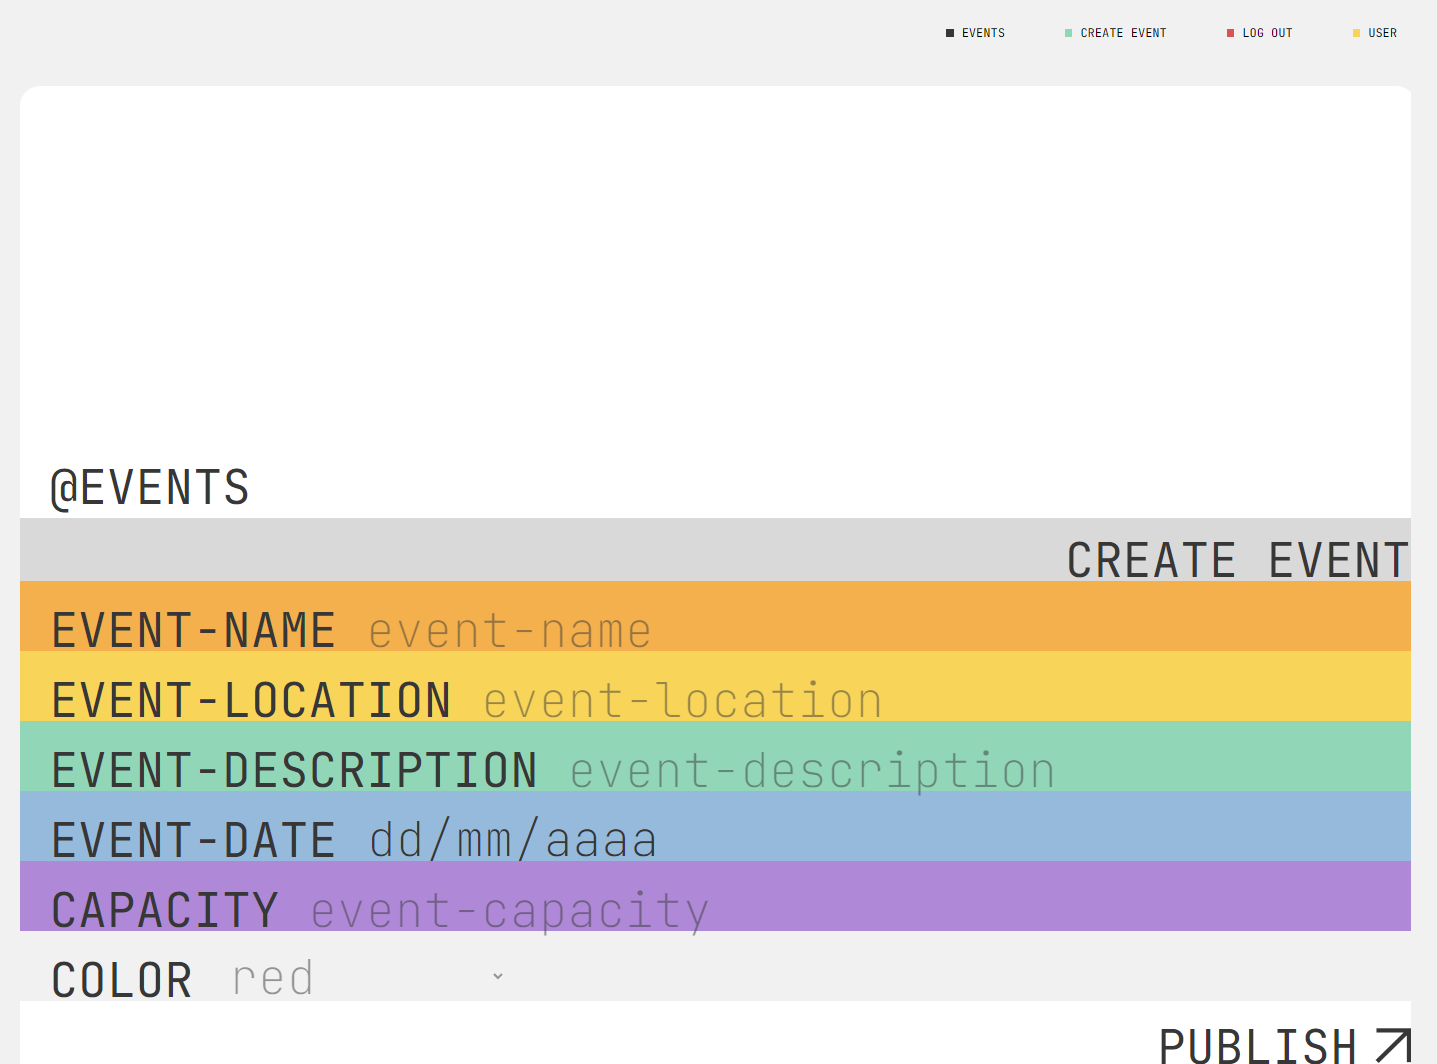 EVENTS CREATE EVENT LOG OUT USER
@EVENTS
CREATE EVENT
EVENT-NAME event-name
EVENT-LOCATION event-location
EVENT-DESCRIPTION event-description
EVENT-DATE dd/mm/aaaa
CAPACITY event-capacity
COLOR red
PUBLISH